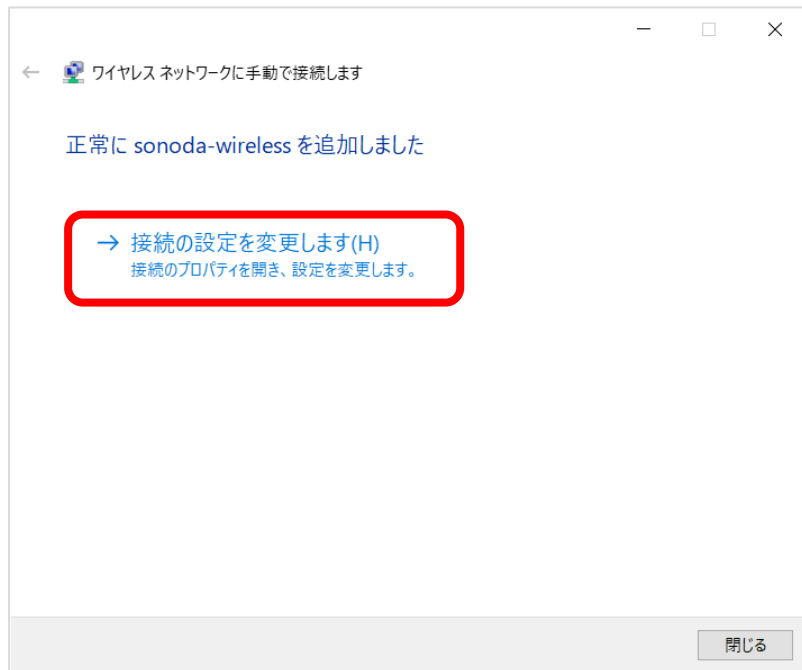 ワイヤレス ネットワークに手動で接続します
正常に sonoda-wireless を追加しました
→ 接続の設定を変更します(H)
接続のプロパティを開き、設定を変更します。
閉じる